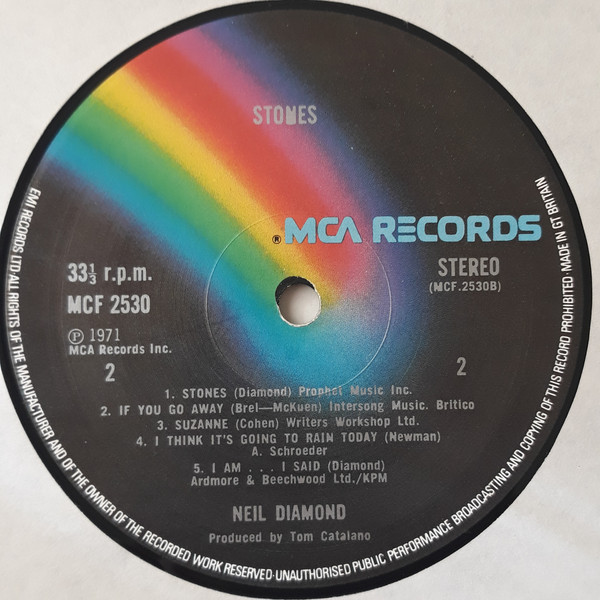 STONES
® MCA RECORDS
33⅓ r.p.m.
STEREO
MCF 2530
(MCF.2530B)
Ⓟ 1971
MCA Records Inc.
2
2
1. STONES (Diamond) Prophet Music Inc.
2. IF YOU GO AWAY (Brel—McKuen) Intersong Music. Britico
3. SUZANNE (Cohen) Writers Workshop Ltd.
4. I THINK IT'S GOING TO RAIN TODAY (Newman)
A. Schroeder
5. I AM . . . I SAID (Diamond)
Ardmore & Beechwood Ltd./KPM
NEIL DIAMOND
Produced by Tom Cataiano
EMI RECORDS LTD·ALL RIGHTS OF THE MANUFACTURER AND OF THE OWNER OF THE RECORDED WORK RESERVED·UNAUTHORISED PUBLIC PERFORMANCE BROADCASTING AND COPYING OF THIS RECORD PROHIBITED·MADE IN GT BRITAIN